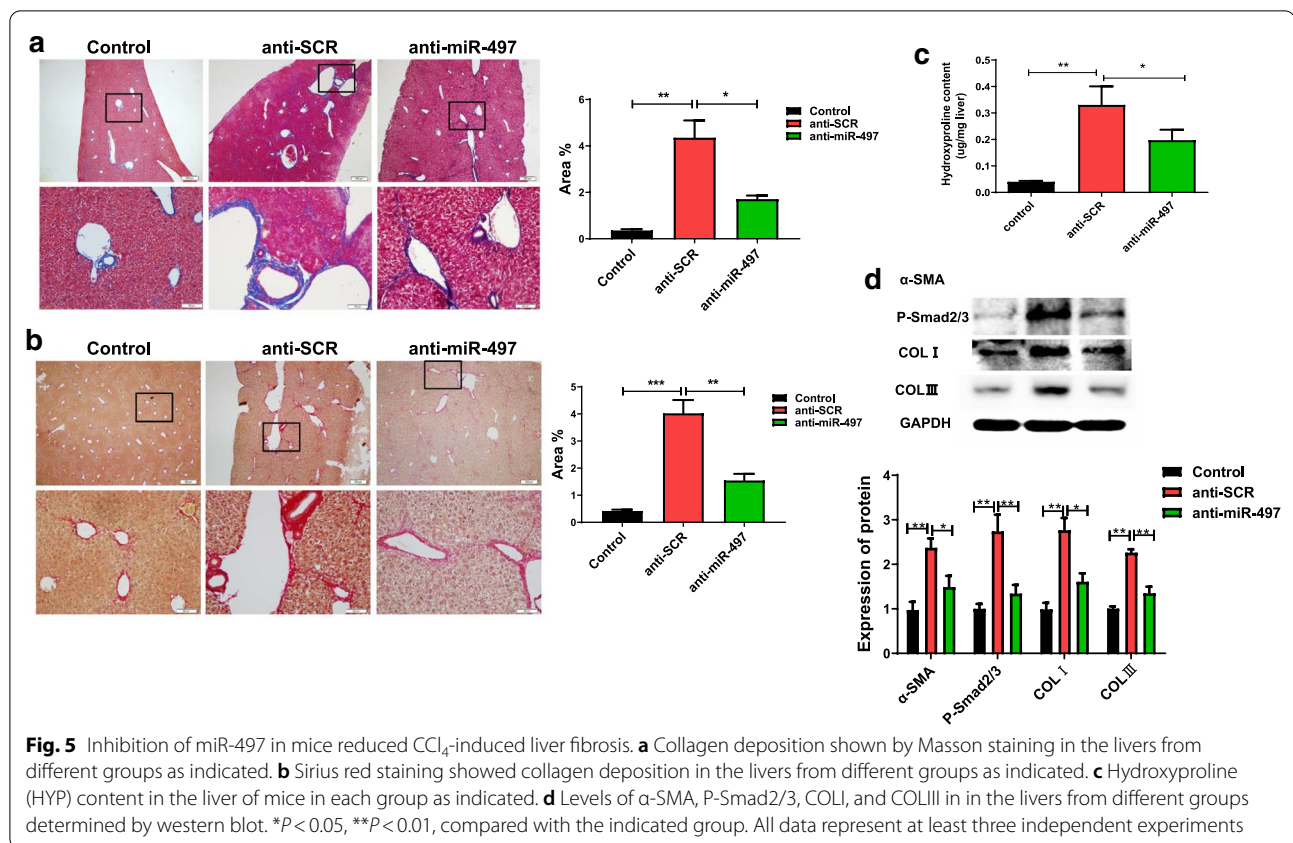 a
Control anti-SCR anti-miR-497
Area %
6
4
2
0
** *
Control
anti-SCR
anti-miR-497
Control
anti-SCR
anti-miR-497
b
Control anti-SCR anti-miR-497
Area %
5
4
3
2
1
0
*** **
Control
anti-SCR
anti-miR-497
Control
anti-SCR
anti-miR-497
c
Hydroxyproline content
(ug/mg liver)
0.5
0.4
0.3
0.2
0.1
0.0
** *
control
anti-SCR
anti-miR-497
d
α-SMA
P-Smad2/3
COL Ⅰ
COL Ⅲ
GAPDH
Expression of protein
4
3
2
1
0
** * ** ** ** * ** **
Control
anti-SCR
anti-miR-497
α-SMA
P-Smad2/3
COL Ⅰ
COL Ⅲ
Fig. 5 Inhibition of miR-497 in mice reduced CCl₄-induced liver fibrosis. a Collagen deposition shown by Masson staining in the livers from
different groups as indicated. b Sirius red staining showed collagen deposition in the livers from different groups as indicated. c Hydroxyproline
(HYP) content in the liver of mice in each group as indicated. d Levels of α-SMA, P-Smad2/3, COLI, and COLIII in in the livers from different groups
determined by western blot. *P < 0.05, **P < 0.01, compared with the indicated group. All data represent at least three independent experiments